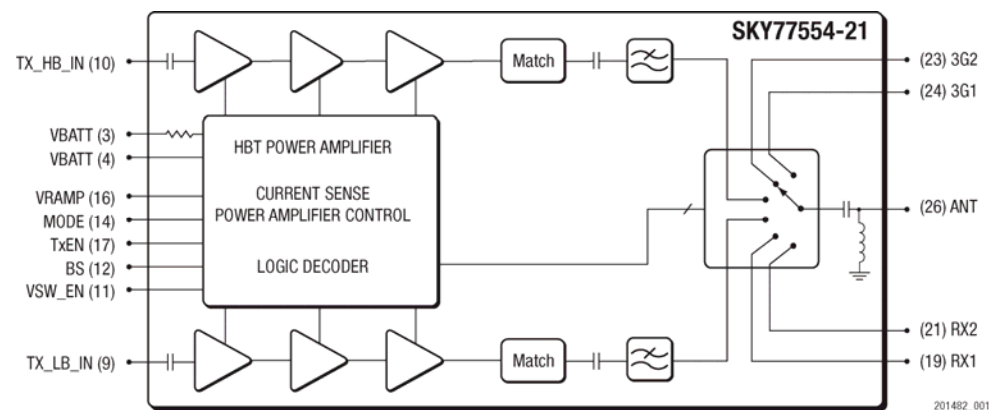 SKY77554-21
TX_HB_IN (10)
Match
(23) 3G2
(24) 3G1
VBATT (3)
VBATT (4)
VRAMP (16)
MODE (14)
TxEN (17)
BS (12)
VSW_EN (11)
HBT POWER AMPLIFIER
CURRENT SENSE
POWER AMPLIFIER CONTROL
LOGIC DECODER
(26) ANT
(21) RX2
(19) RX1
TX_LB_IN (9)
Match
201482_001